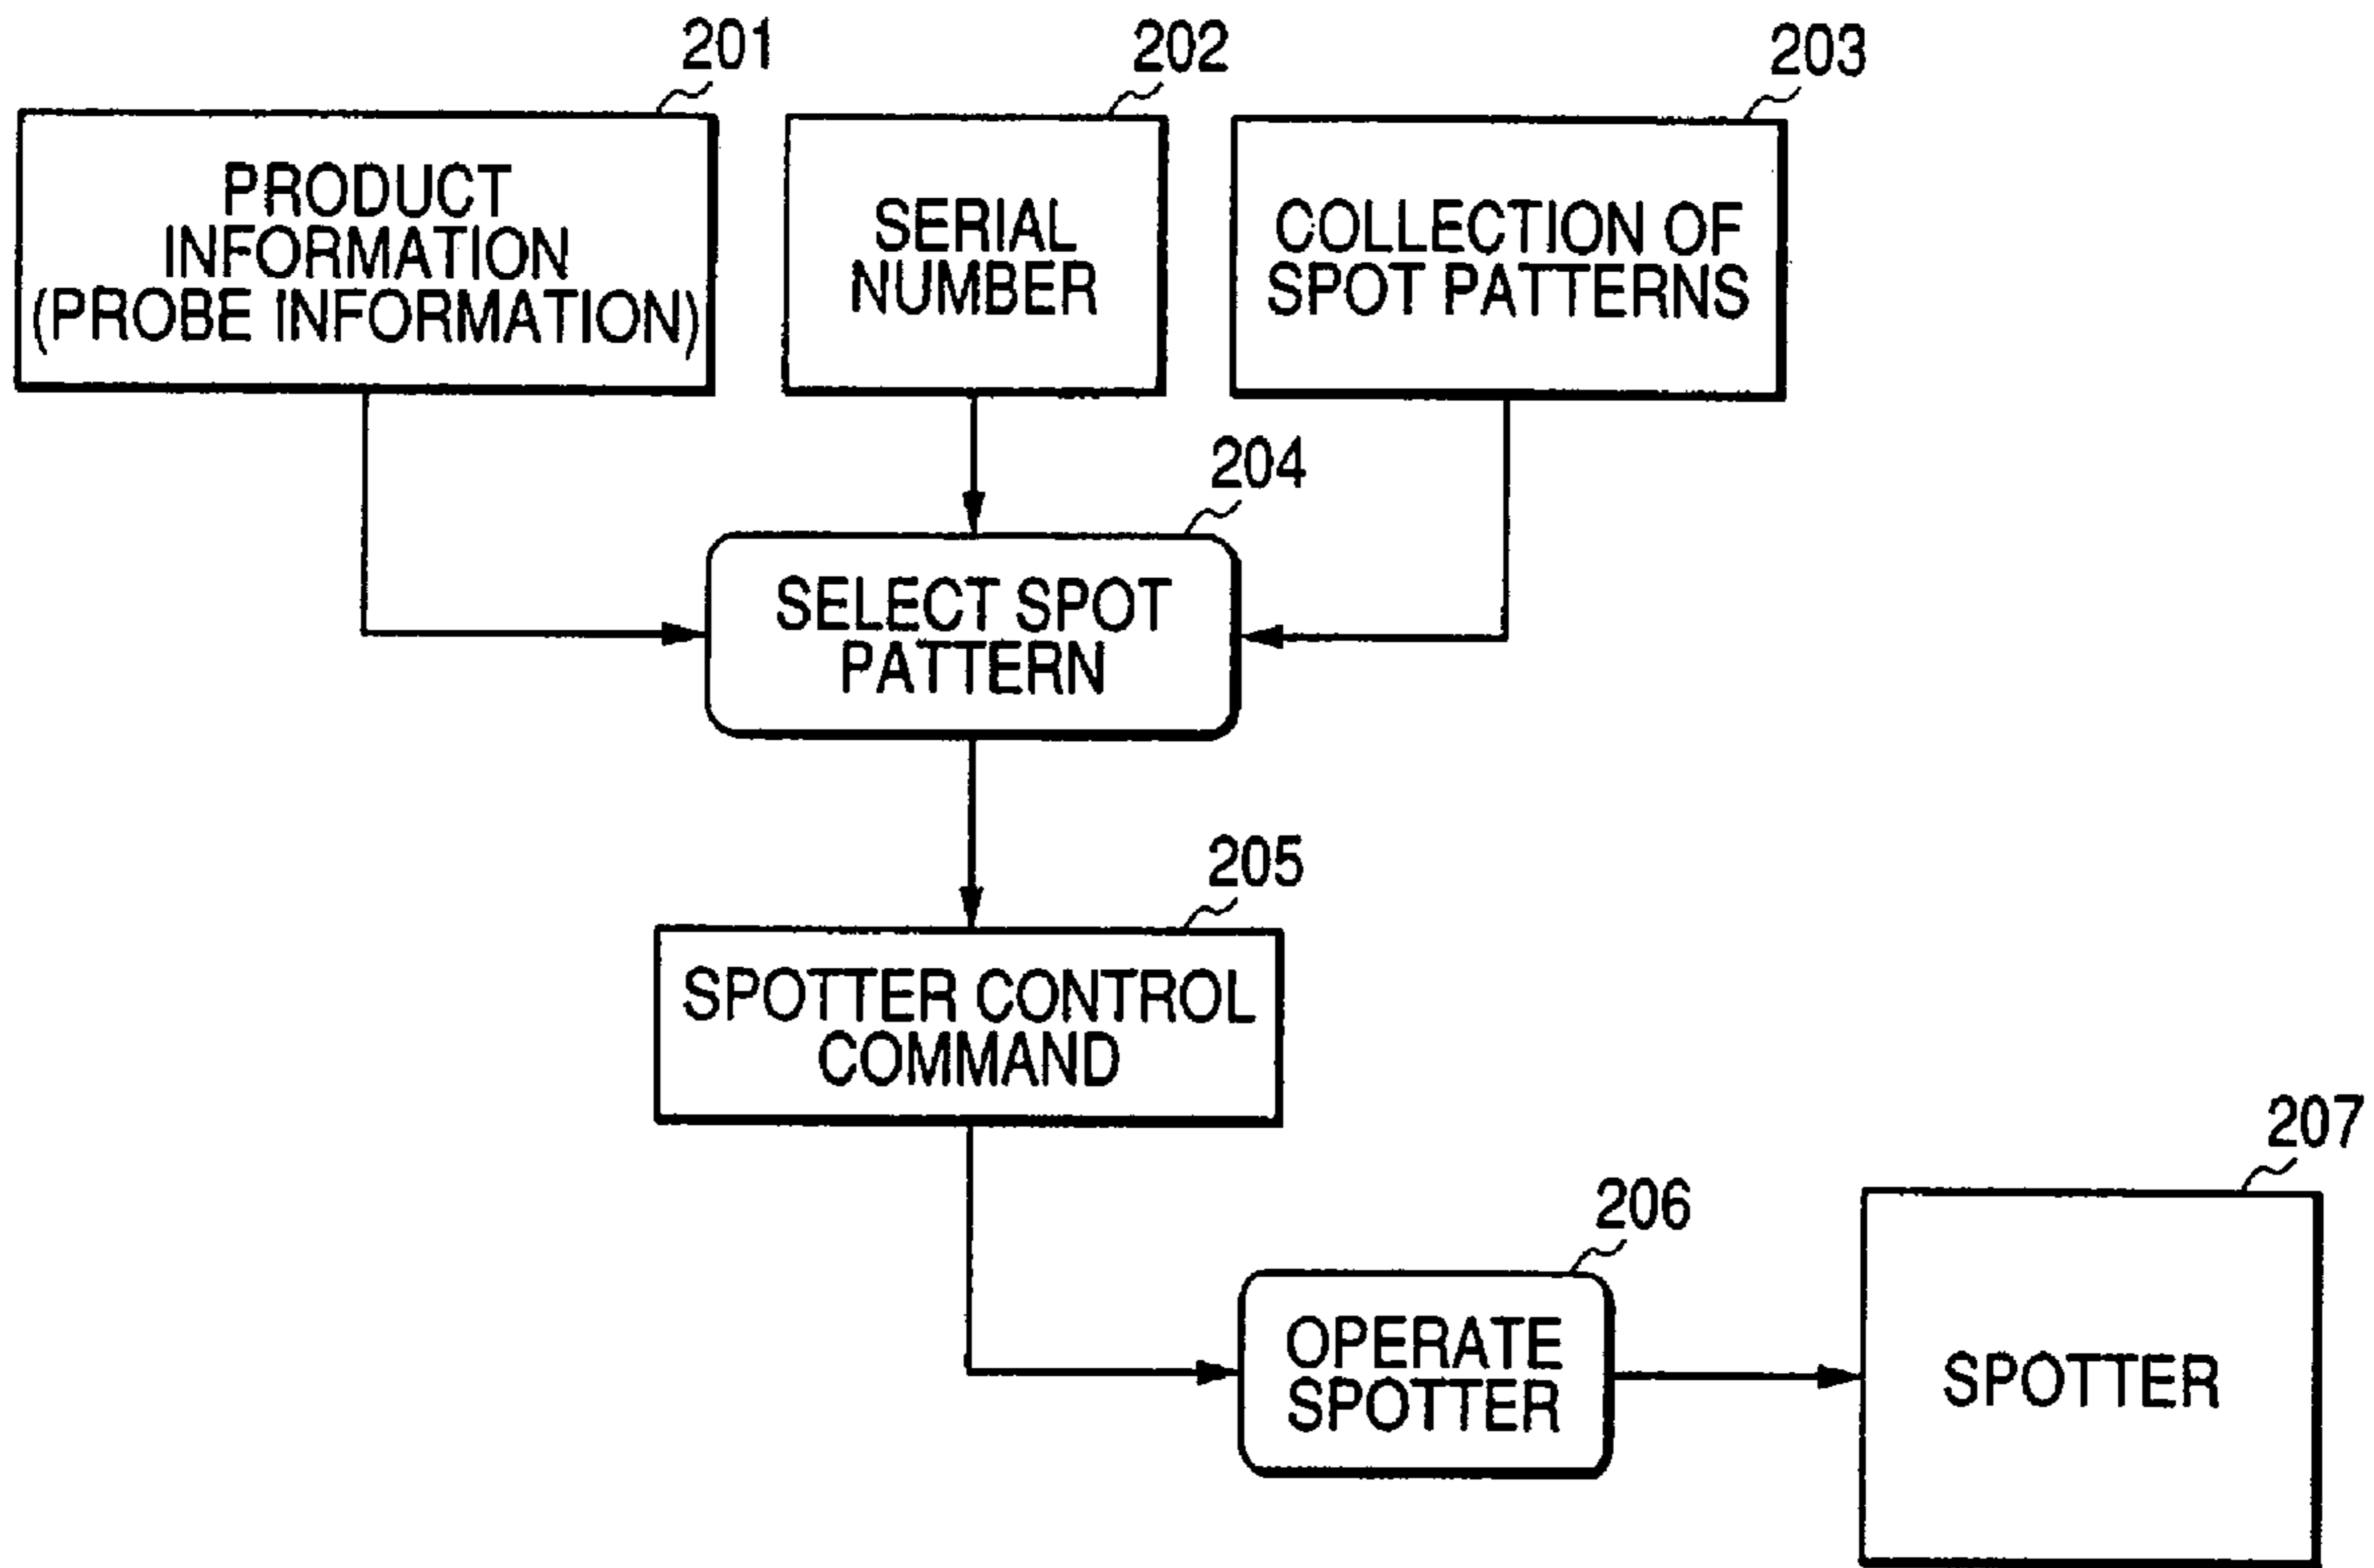 201
PRODUCT
INFORMATION
(PROBE INFORMATION)
202
SERIAL
NUMBER
203
COLLECTION OF
SPOT PATTERNS
204
SELECT SPOT
PATTERN
205
SPOTTER CONTROL
COMMAND
206
OPERATE
SPOTTER
207
SPOTTER